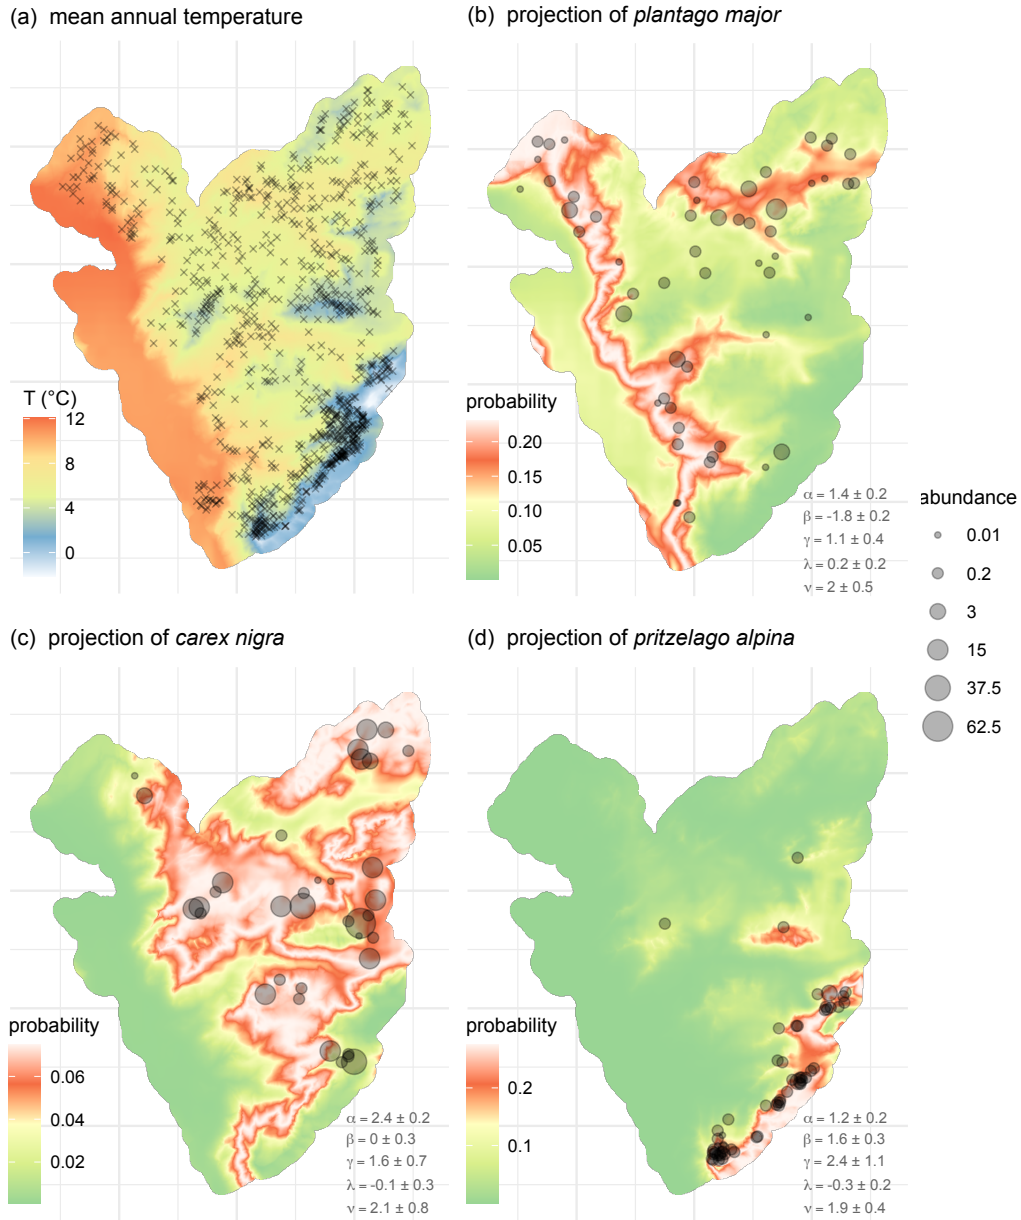 (a) mean annual temperature
T (°C)
12
8
4
0
(b) projection of plantago major
probability
0.20
0.15
0.10
0.05
α = 1.4 ± 0.2
β = -1.8 ± 0.2
γ = 1.1 ± 0.4
λ = 0.2 ± 0.2
ν = 2 ± 0.5
abundance
0.01
0.2
3
15
37.5
62.5
(c) projection of carex nigra
probability
0.06
0.04
0.02
α = 2.4 ± 0.2
β = 0 ± 0.3
γ = 1.6 ± 0.7
λ = -0.1 ± 0.3
ν = 2.1 ± 0.8
(d) projection of pritzelago alpina
probability
0.2
0.1
α = 1.2 ± 0.2
β = 1.6 ± 0.3
γ = 2.4 ± 1.1
λ = -0.3 ± 0.2
ν = 1.9 ± 0.4